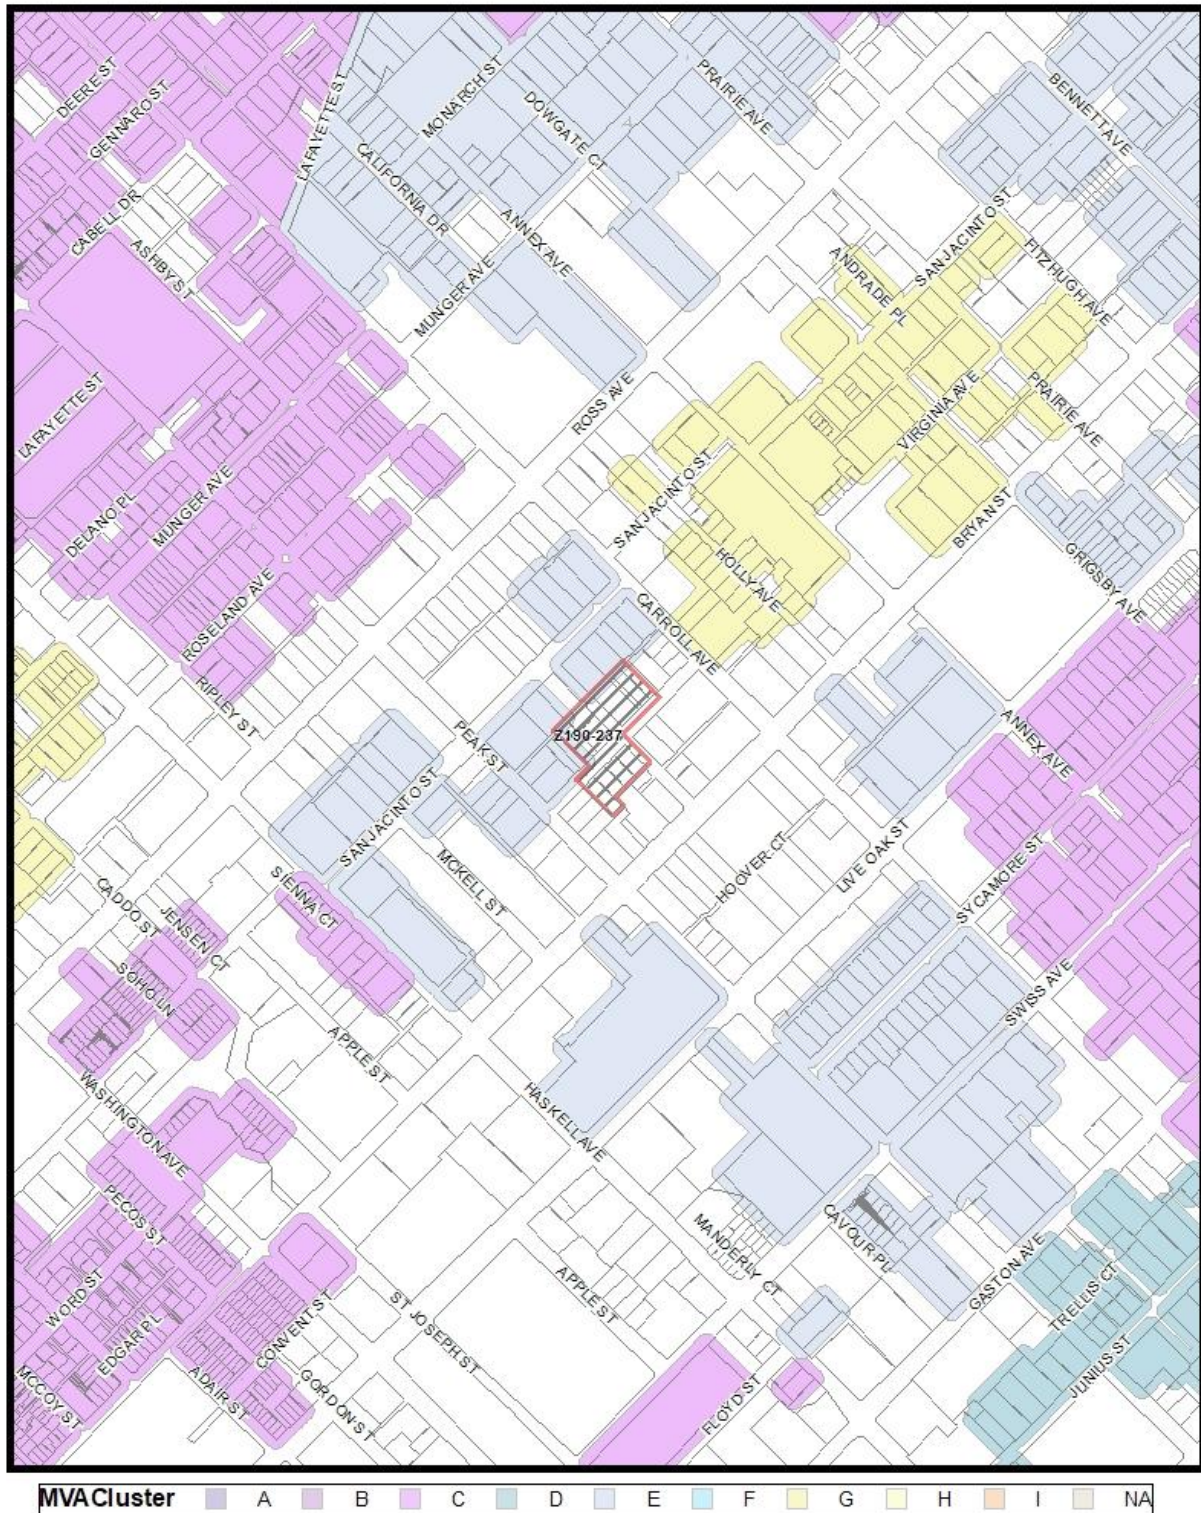 DEERE ST
GENNARO ST
LAFAYETTE ST
MONARCH ST
DOWGATE CT
PRAIRIE AVE
BENNETT AVE
CALIFORNIA DR
CABELL DR
ASHBY ST
ANNEX AVE
MUNGER AVE
SAN JACINTO ST
FITZHUGH AVE
ANDRADE PL
LAFAYETTE ST
ROSS AVE
VIRGINIA AVE
PRAIRIE AVE
MUNGER AVE
DELANO PL
SAN JACINTO ST
BRYAN ST
GRIGSBY AVE
HOLLY AVE
ROSELAND AVE
CARROLL AVE
RIPLEY ST
PEAK ST
Z190-237
ANNEX AVE
SAN JACINTO ST
MCKELL ST
HOOVER CT
LIVE OAK ST
SYCAMORE ST
SIENNA CT
CADDO ST
JENSEN CT
SOHO LN
SWISS AVE
APPLE ST
WASHINGTON AVE
HASKELL AVE
PECOS ST
MANDERLY CT
CAVOUR PL
GASTON AVE
TRELLIS CT
WORD ST
EDGAR PL
CONVENT ST
ST JOSEPH ST
APPLE ST
JUNIUS ST
MCCOY ST
ADAIR ST
GORDON ST
FLOYD ST
MVACluster A B C D E F G H I NA